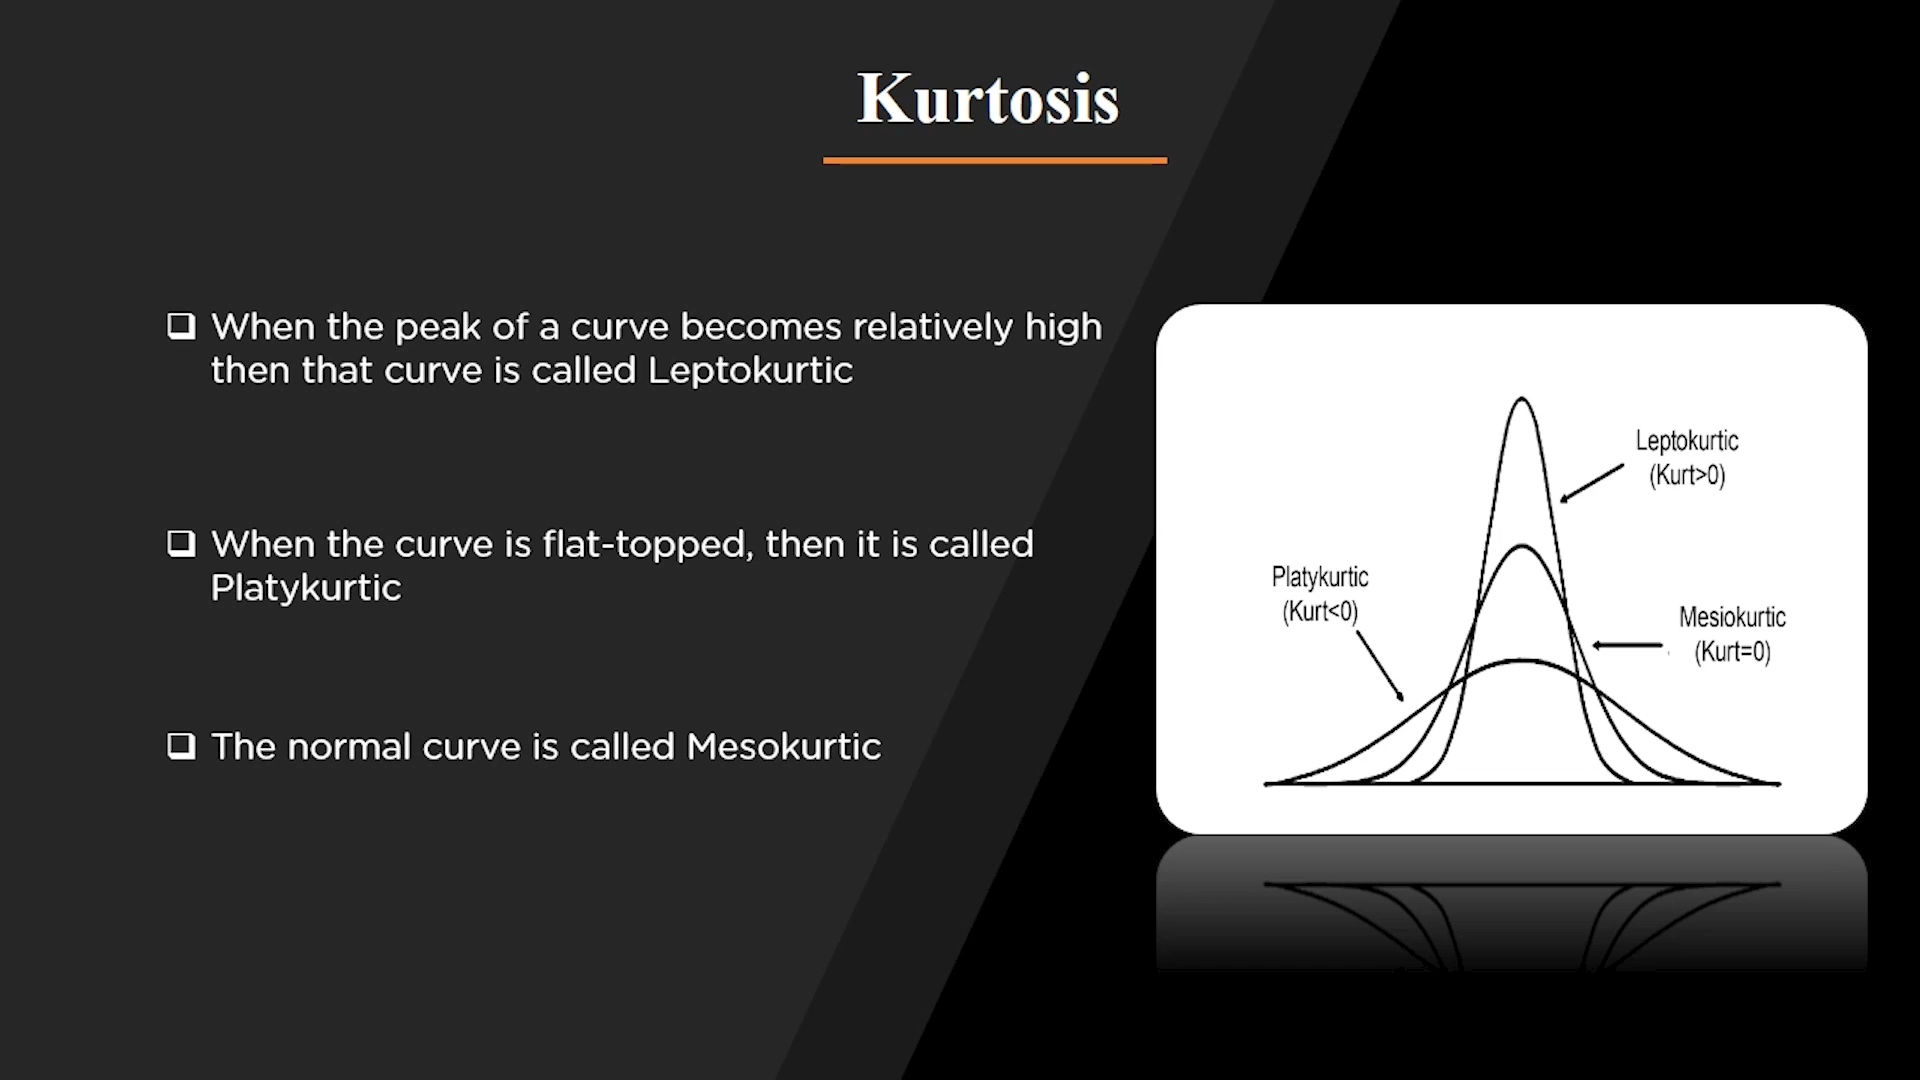 Kurtosis
When the peak of a curve becomes relatively high
then that curve is called Leptokurtic
When the curve is flat-topped, then it is called
Platykurtic
The normal curve is called Mesokurtic
Leptokurtic
(Kurt>0)
Platykurtic
(Kurt<0)
Mesiokurtic
(Kurt=0)